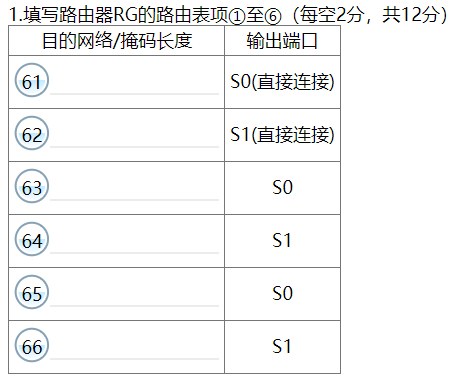 1.填写路由器RG的路由表项①至⑥（每空2分，共12分）
目的网络/掩码长度 输出端口
61 S0(直接连接)
62 S1(直接连接)
63 S0
64 S1
65 S0
66 S1